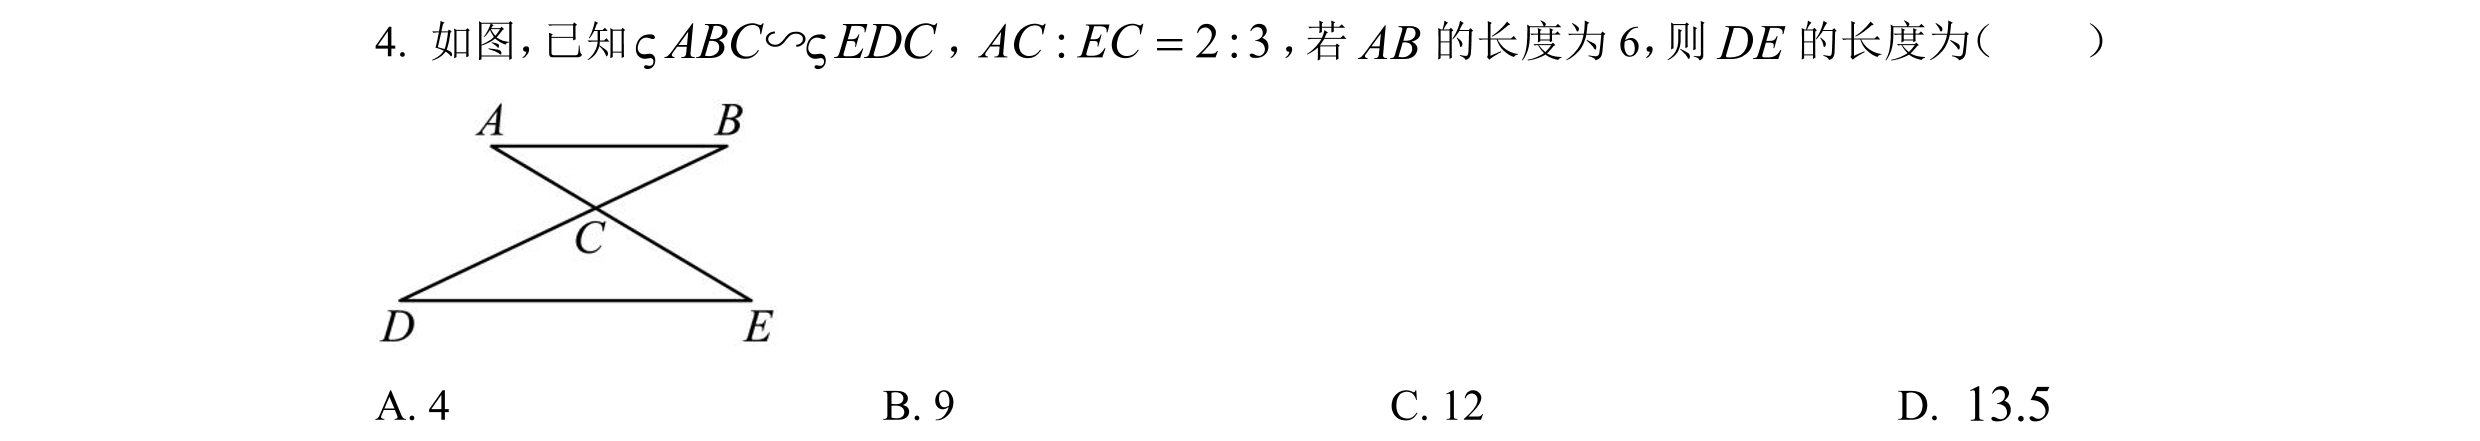 4. 如图,已知ς ABC∽ς EDC , AC : EC = 2 : 3 ,若 AB 的长度为 6,则 DE 的长度为( )
A B
C
D E
A. 4 B. 9 C. 12 D. 13.5